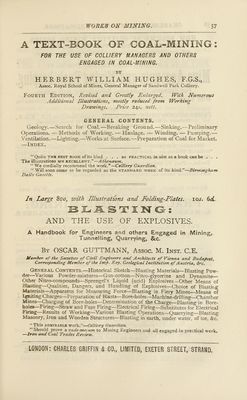 WORKS ON MINING. 57
A TEXT-BOOK OF COAL-MINING:
FOR THE USE OF COLLIERY MANAGERS AND OTHERS
ENGAGED IN COAL-MINING.
BY
HERBERT WILLIAM HUGHES, F.G.S.,
Assoc. Royal School of Mines, General Manager of Sandwell Park Colliery.
FOURTH EDITION, Revised and Greatly Enlarged. With Numerous
Additional Illustrations, mostly reduced from Working
Drawings. Price 24s. nett.
GENERAL CONTENTS.
Geology.—Search for Coal.—Breaking Ground.—Sinking.—Preliminary
Operations.—Methods of Working.—Haulage.—Winding.—Pumping.—
Ventilation.—Lighting.—Works at Surface.—Preparation of Coal for Market.
—INDEX.
"Quite THE BEST BOOK of its kind . . . as PRACTICAL in aim as a book can be . . .
The illustrations are EXCELLENT."—Athenæum.
"We cordially recommend the work."—Colliery Guardian.
"Will soon come to be regarded as the STANDARD WORK of its kind."—Birmingham
Daily Gazette.
In Large 8vo, with Illustrations and Folding-Plates. 10s. 6d.
BLASTING:
AND THE USE OF EXPLOSIVES.
A Handbook for Engineers and others Engaged in Mining,
Tunnelling, Quarrying, &c.
BY OSCAR GUTTMANN, ASSOC. M. INST. C.E.
Member of the Societies of Civil Engineers and Architects of Vienna and Budapest,
Corresponding Member of the Imp. Roy. Geological Institution of Austria, &c.
GENERAL CONTENTS.—Historical Sketch—Blasting Materials—Blasting Pow-
der—Various Powder-mixtures—Gun-cotton—Nitro-glycerine and Dynamite—
Other Nitro-compounds—Sprengel's Liquid (acid) Explosives—Other Means of
Blasting—Qualities, Dangers, and Handling of Explosives—Choice of Blasting
Materials—Apparatus for Measuring Force—Blasting in Fiery Mines—Means of
Igniting Charges—Preparation of Blasts—Bore-holes—Machine-drilling—Chamber
Mines—Charging of Bore-holes—Determination of the Charge—Blasting in Bore-
holes—Firing—Straw and Fuze Firing—Electrical Firing—Substitutes for Electrical
Firing—Results of Working—Various Blasting Operations—Quarrying—Blasting
Masonry, Iron and Wooden Structures—Blasting in earth, under water, of ice, &c.
"This ADMIRABLE WORK."—Colliery Guardian.
"Should prove a vade-mecum to Mining Engineers and all engaged in practical work.
—Iron and Coal Trades Review.
LONDON: CHARLES GRIFFIN & CO., LIMITED, EXETER STREET, STRAND.